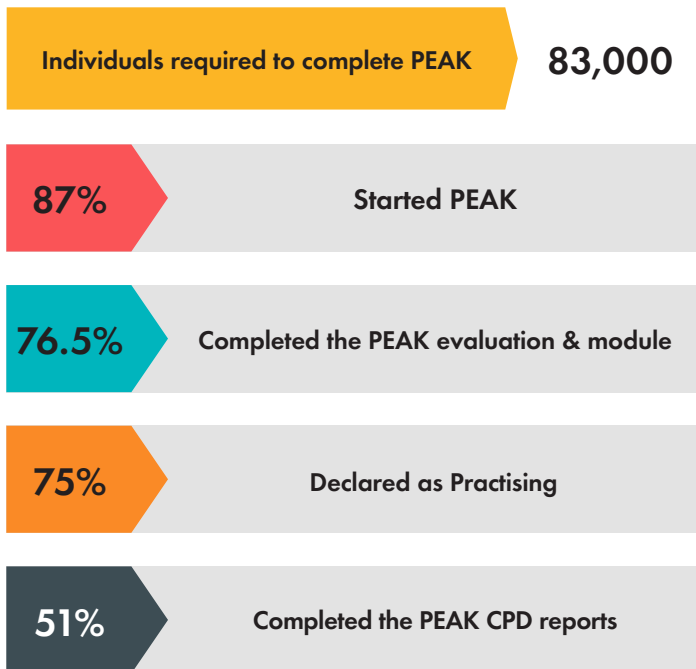 Individuals required to complete PEAK
83,000
87%
Started PEAK
76.5%
Completed the PEAK evaluation & module
75%
Declared as Practising
51%
Completed the PEAK CPD reports